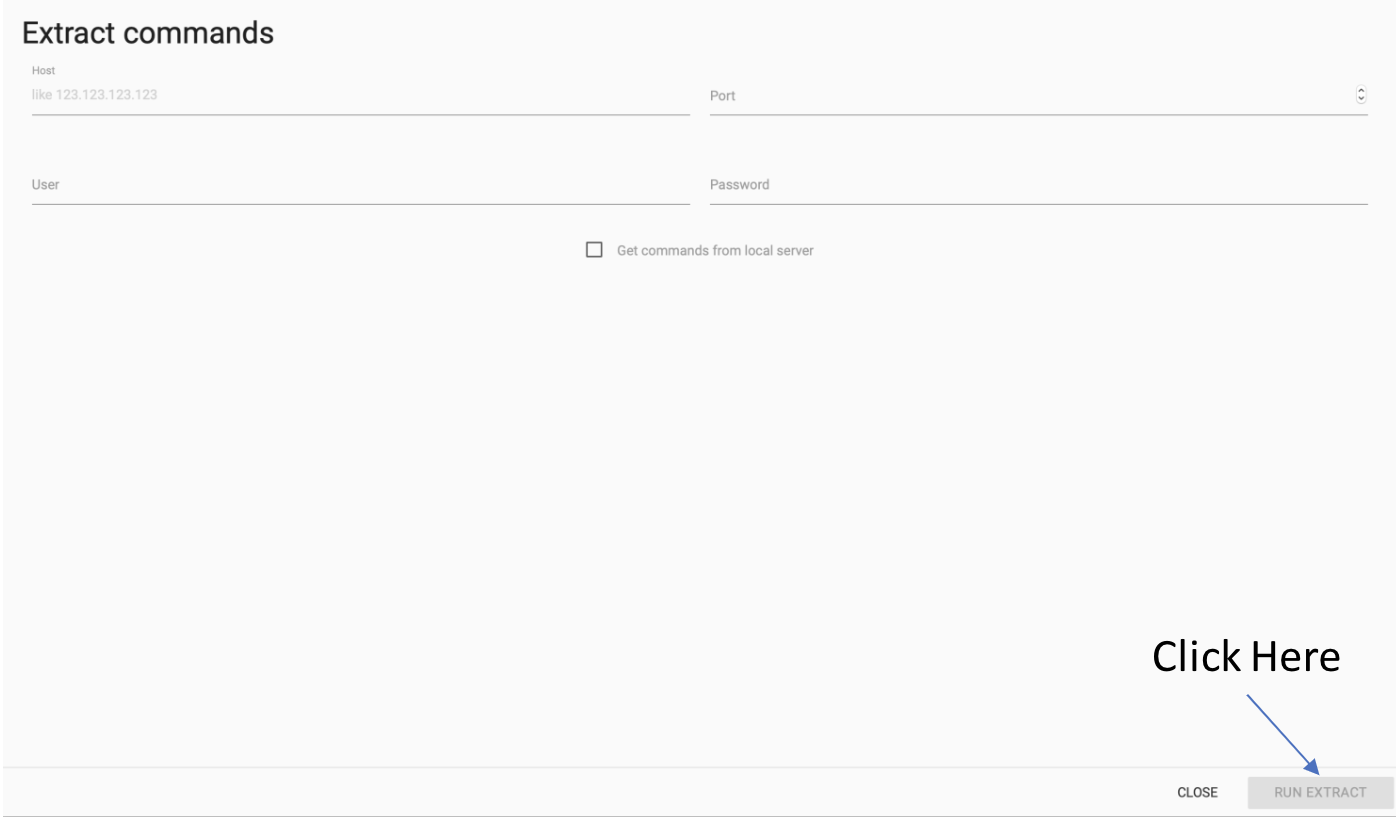 Extract commands
Host
like 123.123.123.123
Port
User
Password
Get commands from local server
Click Here
CLOSE
RUN EXTRACT